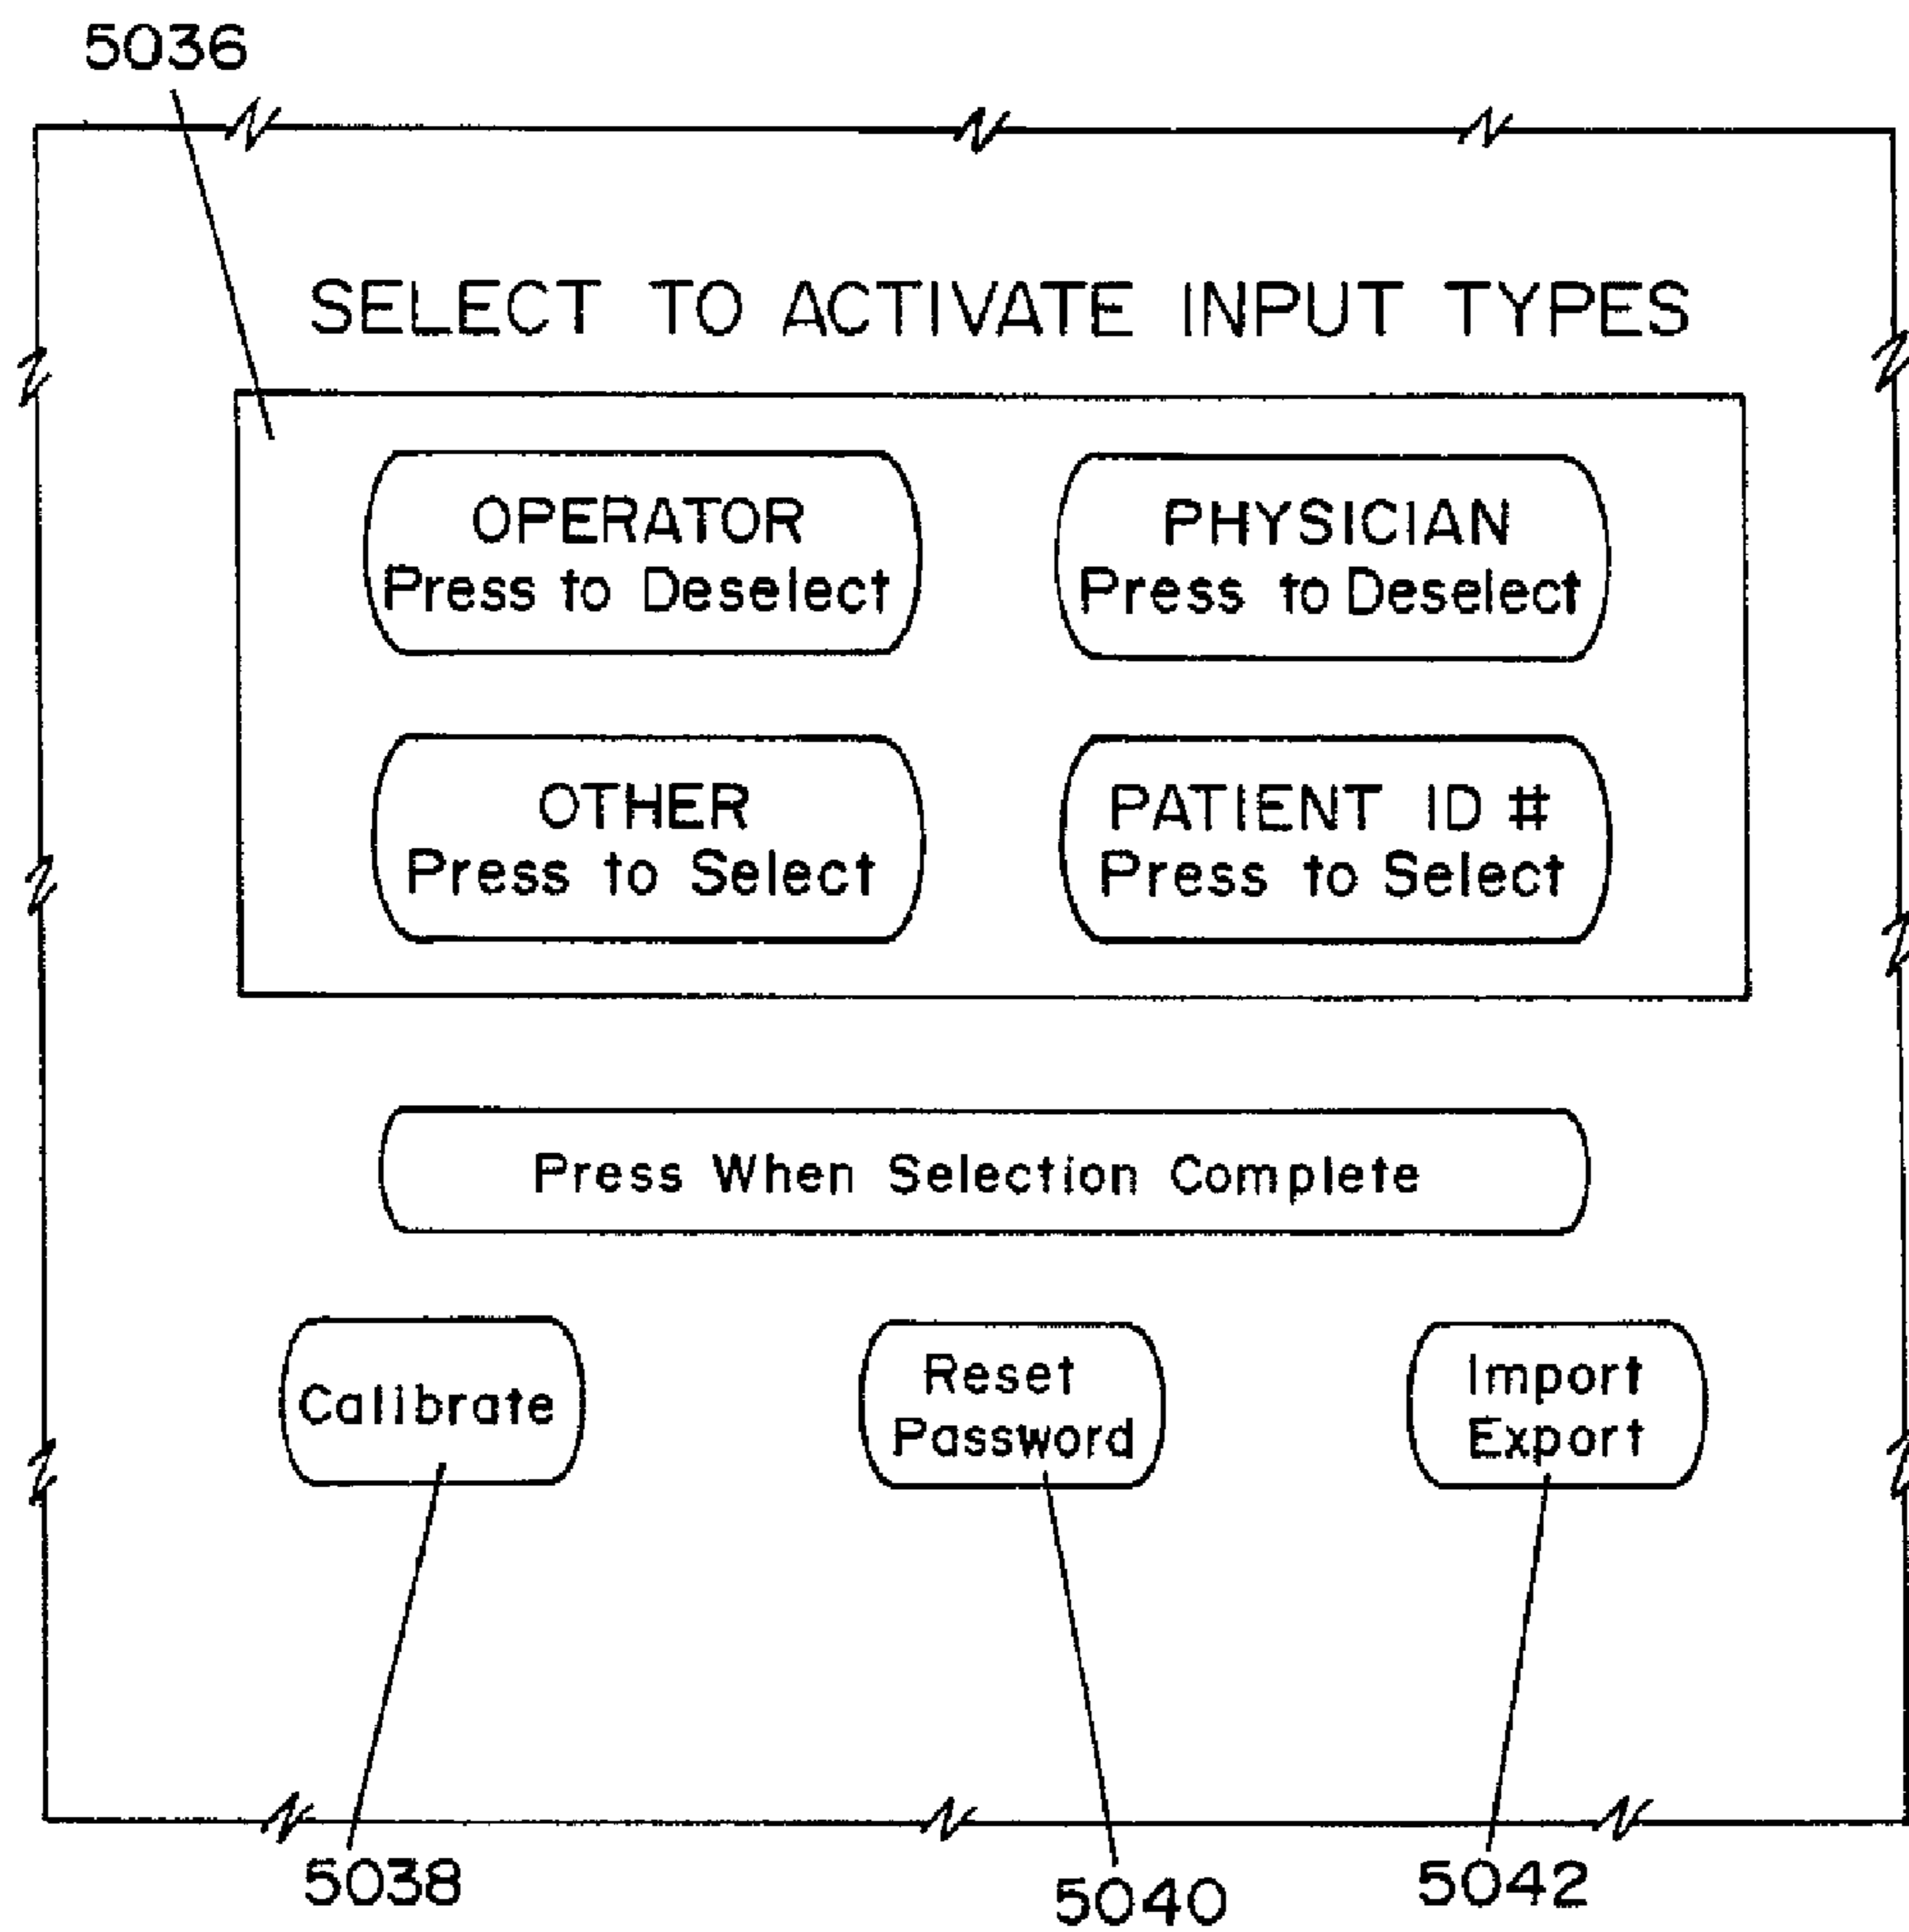 5036
SELECT TO ACTIVATE INPUT TYPES
OPERATOR
Press to Deselect
PHYSICIAN
Press to Deselect
OTHER
Press to Select
PATIENT ID #
Press to Select
Press When Selection Complete
Calibrate
Reset
Password
Import
Export
5038
5040
5042